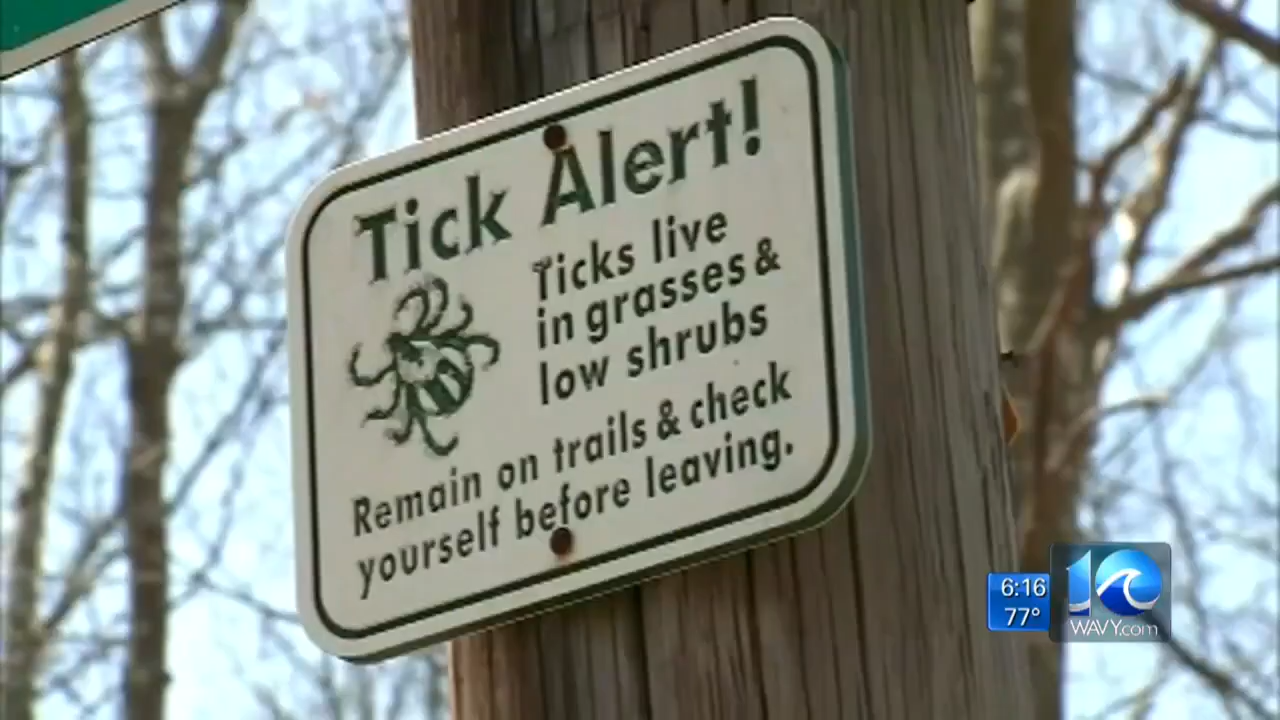 Tick Alert!
Ticks live
in grasses &
low shrubs
Remain on trails & check
yourself before leaving.
6:16
77°
10
WAVY.com